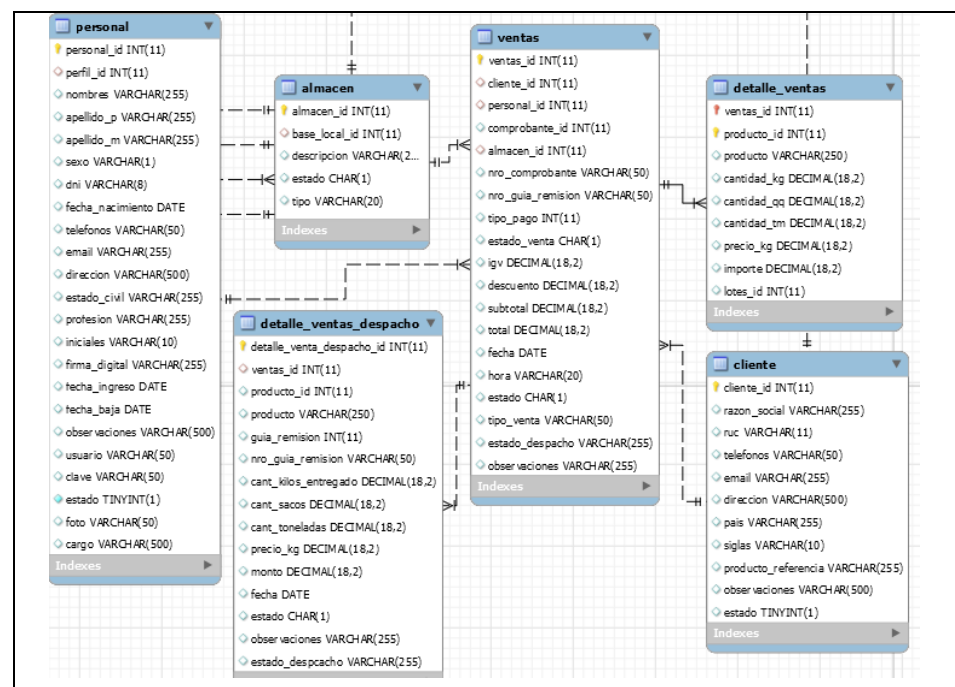 personal
personal_id INT(11)
perfil_id INT(11)
nombres VARCHAR(255)
apellido_p VARCHAR(255)
apellido_m VARCHAR(255)
sexo VARCHAR(1)
dni VARCHAR(8)
fecha_nacimiento DATE
telefonos VARCHAR(50)
email VARCHAR(255)
direccion VARCHAR(500)
estado_civil VARCHAR(255)
profesion VARCHAR(255)
iniciales VARCHAR(10)
firma_digital VARCHAR(255)
fecha_ingreso DATE
fecha_baja DATE
observaciones VARCHAR(500)
usuario VARCHAR(50)
clave VARCHAR(50)
estado TINYINT(1)
foto VARCHAR(50)
cargo VARCHAR(500)
Indexes
almacen
almacen_id INT(11)
base_local_id INT(11)
descripcion VARCHAR(2...
estado CHAR(1)
tipo VARCHAR(20)
Indexes
detalle_ventas_despacho
detalle_venta_despacho_id INT(11)
ventas_id INT(11)
producto_id INT(11)
producto VARCHAR(250)
guia_remision INT(11)
nro_guia_remision VARCHAR(50)
cant_kilos_entregado DECIMAL(18,2)
cant_sacos DECIMAL(18,2)
cant_toneladas DECIMAL(18,2)
precio_kg DECIMAL(18,2)
monto DECIMAL(18,2)
fecha DATE
estado CHAR(1)
observaciones VARCHAR(255)
estado_despcacho VARCHAR(255)
ventas
ventas_id INT(11)
cliente_id INT(11)
personal_id INT(11)
comprobante_id INT(11)
almacen_id INT(11)
nro_comprobante VARCHAR(50)
nro_guia_remision VARCHAR(50)
tipo_pago INT(11)
estado_venta CHAR(1)
igv DECIMAL(18,2)
descuento DECIMAL(18,2)
subtotal DECIMAL(18,2)
total DECIMAL(18,2)
fecha DATE
hora VARCHAR(20)
estado CHAR(1)
tipo_venta VARCHAR(50)
estado_despacho VARCHAR(255)
observaciones VARCHAR(255)
Indexes
detalle_ventas
ventas_id INT(11)
producto_id INT(11)
producto VARCHAR(250)
cantidad_kg DECIMAL(18,2)
cantidad_qq DECIMAL(18,2)
cantidad_tm DECIMAL(18,2)
precio_kg DECIMAL(18,2)
importe DECIMAL(18,2)
lotes_id INT(11)
Indexes
cliente
cliente_id INT(11)
razon_social VARCHAR(255)
ruc VARCHAR(11)
telefonos VARCHAR(50)
email VARCHAR(255)
direccion VARCHAR(500)
pais VARCHAR(255)
siglas VARCHAR(10)
producto_referencia VARCHAR(255)
observaciones VARCHAR(500)
estado TINYINT(1)
Indexes